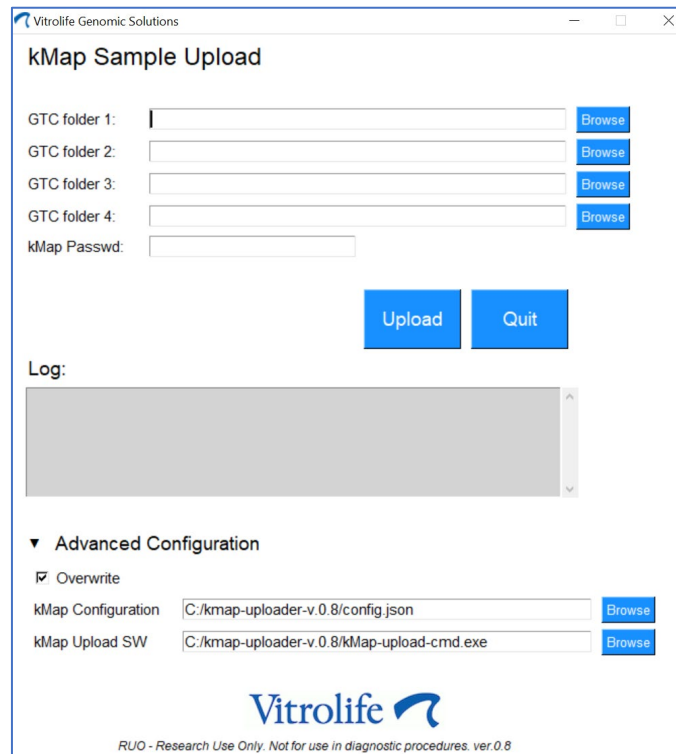 Vitrolife Genomic Solutions
kMap Sample Upload
GTC folder 1: Browse
GTC folder 2: Browse
GTC folder 3: Browse
GTC folder 4: Browse
kMap Passwd:
Upload Quit
Log:
Advanced Configuration
Overwrite
kMap Configuration C:/kmap-uploader-v.0.8/config.json Browse
kMap Upload SW C:/kmap-uploader-v.0.8/kMap-upload-cmd.exe Browse
Vitrolife
RUO - Research Use Only. Not for use in diagnostic procedures. ver.0.8